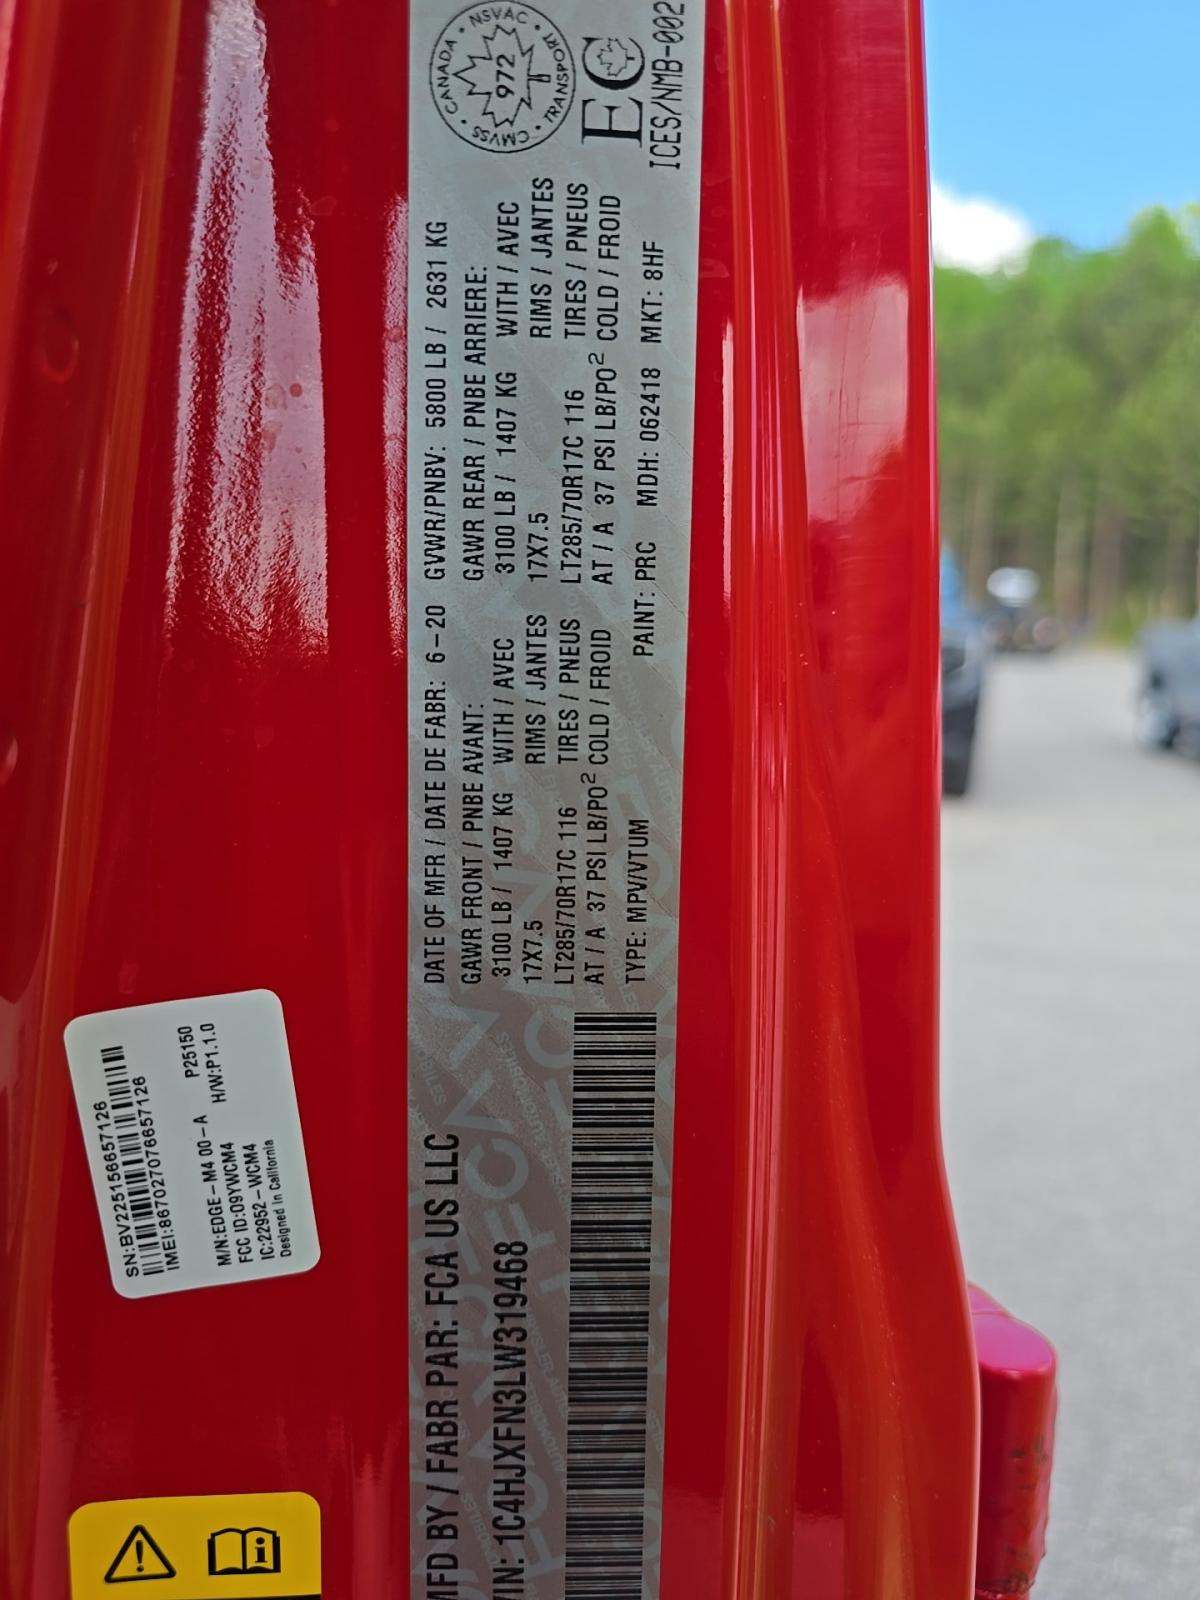 MFD BY / FABR PAR: FCA US LLC
VIN: 1C4HJXFN3LW319468
DATE OF MFR / DATE DE FABR: 6-20 GVWR/PNBV: 5800 LB / 2631 KG
GAWR FRONT / PNBE AVANT: GAWR REAR / PNBE ARRIERE:
3100 LB / 1407 KG WITH / AVEC 3100 LB / 1407 KG WITH / AVEC
17X7.5 RIMS / JANTES 17X7.5 RIMS / JANTES
LT285/70R17C 116 TIRES / PNEUS LT285/70R17C 116 TIRES / PNEUS
AT / A 37 PSI LB/PO² COLD / FROID AT / A 37 PSI LB/PO² COLD / FROID
TYPE: MPV/VTUM PAINT: PRC MDH: 062418 MKT: 8HF
CANADA • NSVAC • TRANSPORT • CMVSS •
972
EC
ICES/NMB-002
SN:BV225156657126
IMEI:867027076657126
P25150
M/N:EDGE-M4 00-A H/W:P1.1.0
FCC ID:09YWCM4
IC:22952-WCM4
Designed in California